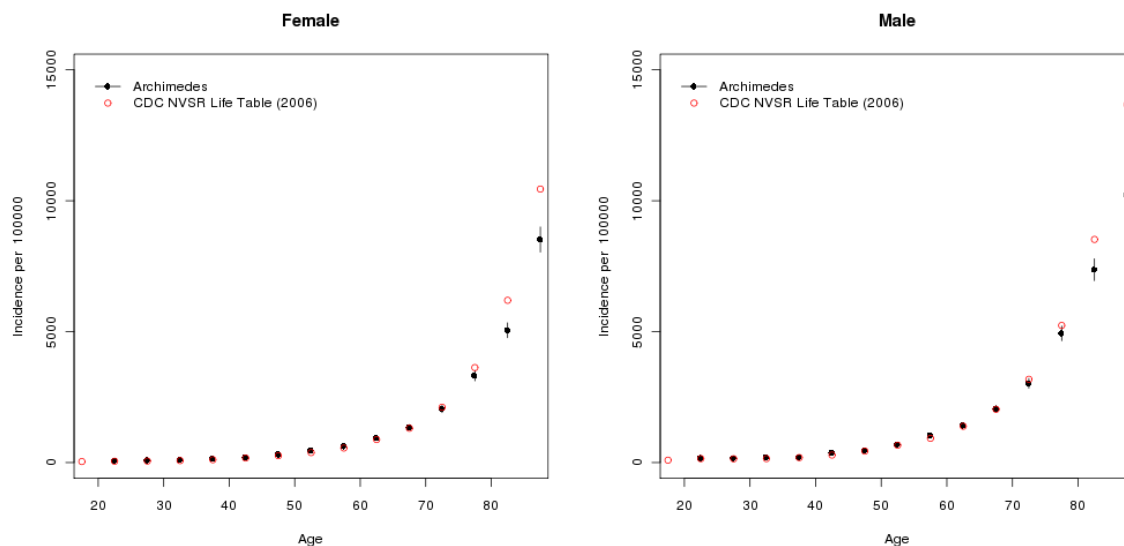 Female
Incidence per 100000
15000
10000
5000
0
Archimedes
CDC NVSR Life Table (2006)
20 30 40 50 60 70 80
Age
Male
Incidence per 100000
15000
10000
5000
0
Archimedes
CDC NVSR Life Table (2006)
20 30 40 50 60 70 80
Age